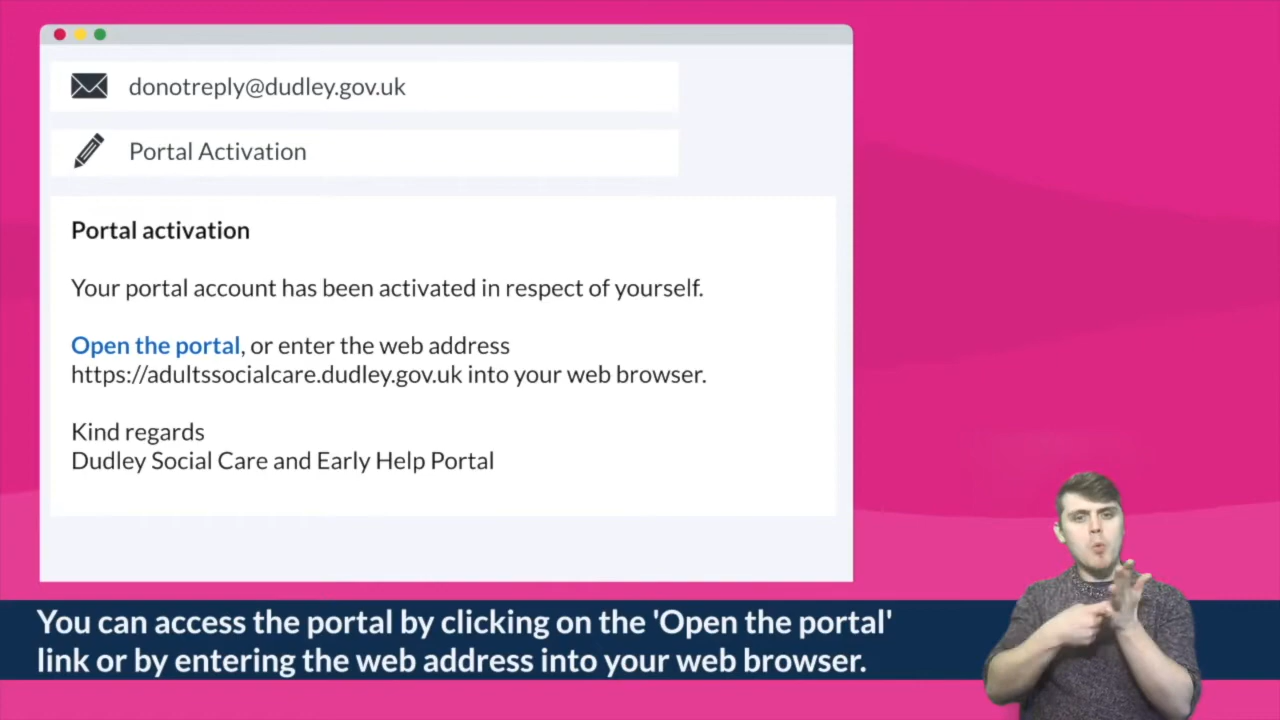 donotreply@dudley.gov.uk
Portal Activation
Portal activation
Your portal account has been activated in respect of yourself.
Open the portal, or enter the web address
https://adultssocialcare.dudley.gov.uk into your web browser.
Kind regards
Dudley Social Care and Early Help Portal
You can access the portal by clicking on the 'Open the portal'
link or by entering the web address into your web browser.